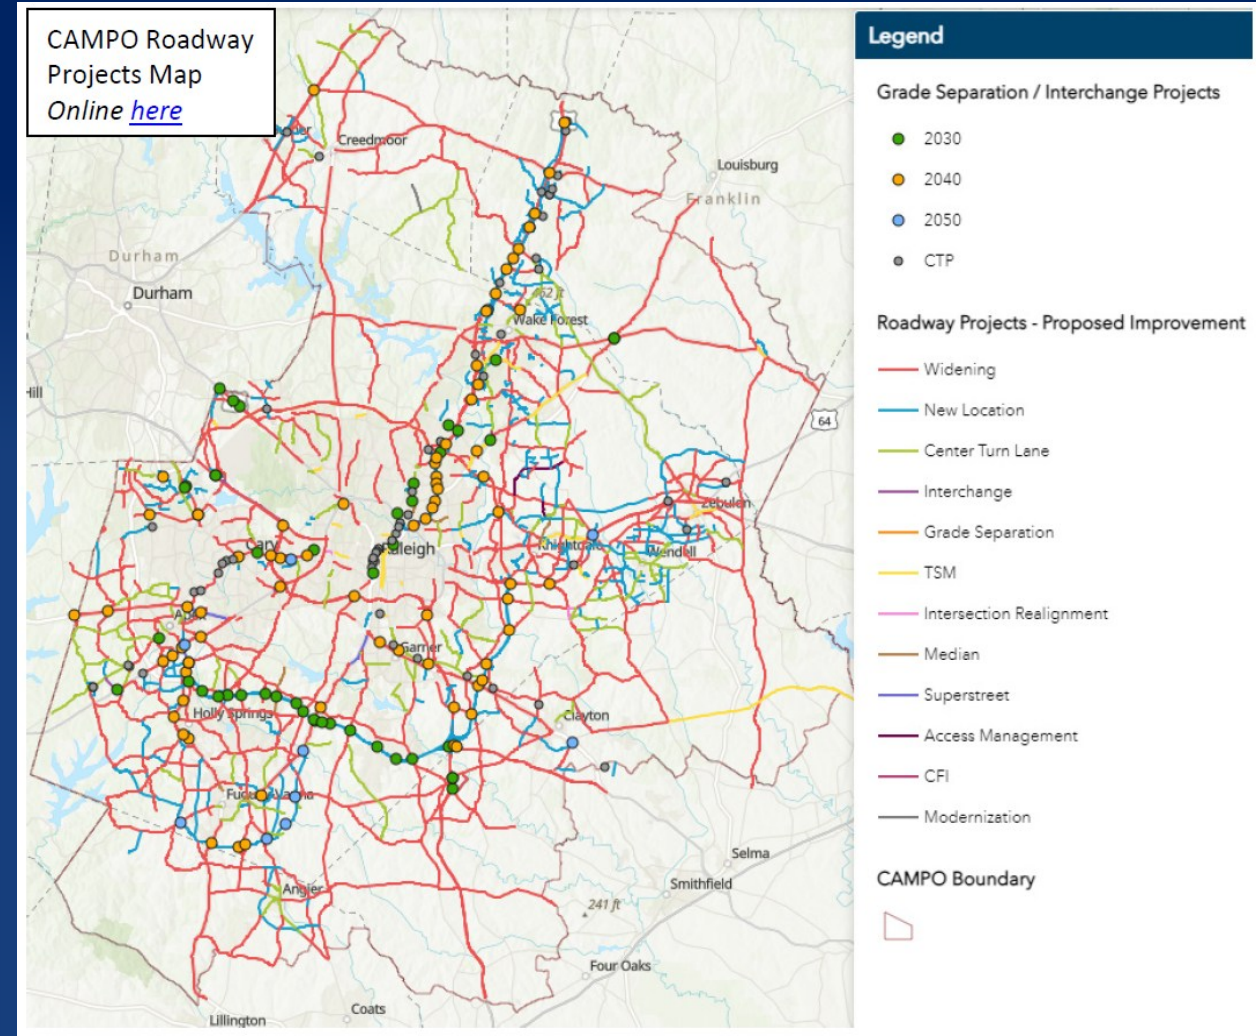 CAMPO Roadway
Projects Map
Online here
Creedmoor
Louisburg
Franklin
Durham
Durham
Wake Forest
Hill
64
Zebulon
Raleigh
Knightdale
Wendell
Garner
Holly Springs
Clayton
Angier
Selma
Smithfield
241 ft
Four Oaks
Coats
Lillington
Legend
Grade Separation / Interchange Projects
2030
2040
2050
CTP
Roadway Projects - Proposed Improvement
Widening
New Location
Center Turn Lane
Interchange
Grade Separation
TSM
Intersection Realignment
Median
Superstreet
Access Management
CFI
Modernization
CAMPO Boundary